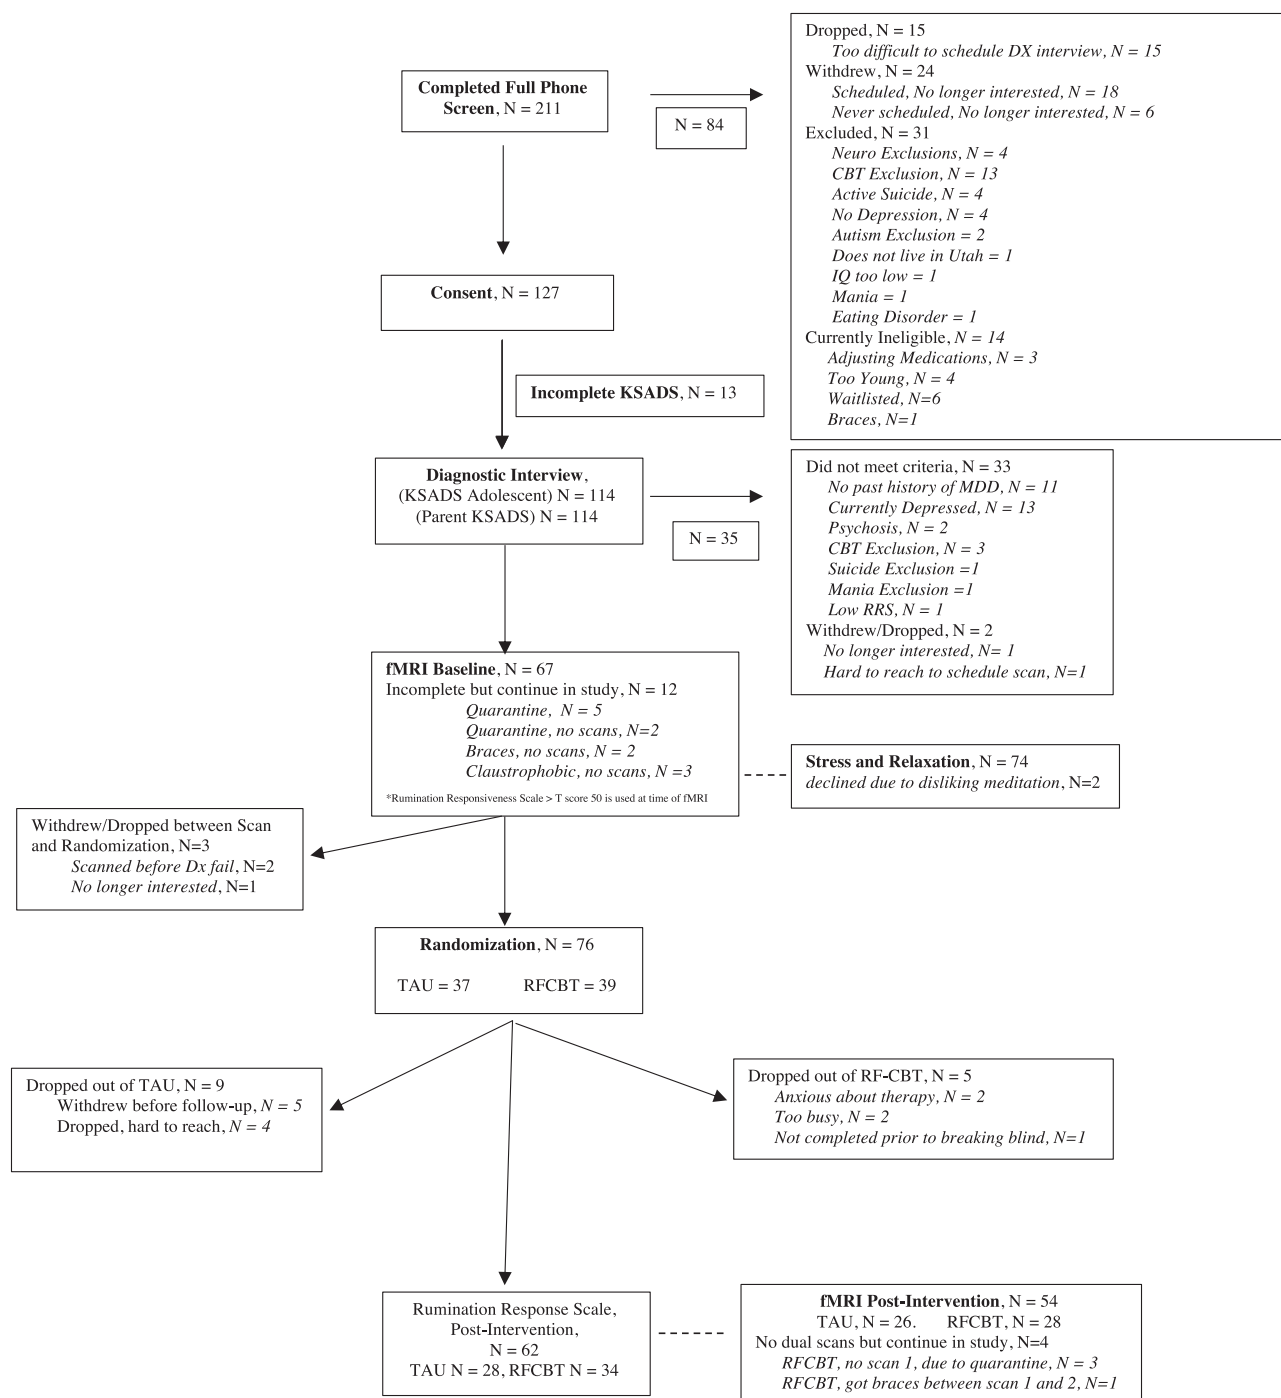 Completed Full Phone
Screen, N = 211
N = 84
Dropped, N = 15
Too difficult to schedule DX interview, N = 15
Withdrew, N = 24
Scheduled, No longer interested, N = 18
Never scheduled, No longer interested, N = 6
Excluded, N = 31
Neuro Exclusions, N = 4
CBT Exclusion, N = 13
Active Suicide, N = 4
No Depression, N = 4
Autism Exclusion = 2
Does not live in Utah = 1
IQ too low = 1
Mania = 1
Eating Disorder = 1
Currently Ineligible, N = 14
Adjusting Medications, N = 3
Too Young, N = 4
Waitlisted, N=6
Braces, N=1
Consent, N = 127
Incomplete KSADS, N = 13
Diagnostic Interview,
(KSADS Adolescent) N = 114
(Parent KSADS) N = 114
N = 35
Did not meet criteria, N = 33
No past history of MDD, N = 11
Currently Depressed, N = 13
Psychosis, N = 2
CBT Exclusion, N = 3
Suicide Exclusion =1
Mania Exclusion =1
Low RRS, N = 1
Withdrew/Dropped, N = 2
No longer interested, N= 1
Hard to reach to schedule scan, N=1
fMRI Baseline, N = 67
Incomplete but continue in study, N = 12
Quarantine, N = 5
Quarantine, no scans, N=2
Braces, no scans, N = 2
Claustrophobic, no scans, N =3
*Rumination Responsiveness Scale > T score 50 is used at time of fMRI
Stress and Relaxation, N = 74
declined due to disliking meditation, N=2
Withdrew/Dropped between Scan
and Randomization, N=3
Scanned before Dx fail, N=2
No longer interested, N=1
Randomization, N = 76
TAU = 37 RFCBT = 39
Dropped out of TAU, N = 9
Withdrew before follow-up, N = 5
Dropped, hard to reach, N = 4
Dropped out of RF-CBT, N = 5
Anxious about therapy, N = 2
Too busy, N = 2
Not completed prior to breaking blind, N=1
Rumination Response Scale,
Post-Intervention,
N = 62
TAU N = 28, RFCBT N = 34
fMRI Post-Intervention, N = 54
TAU, N = 26. RFCBT, N = 28
No dual scans but continue in study, N=4
RFCBT, no scan 1, due to quarantine, N = 3
RFCBT, got braces between scan 1 and 2, N=1